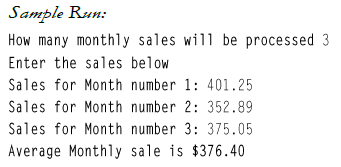 Sample Run:
How many monthly sales will be processed 3
Enter the sales below
Sales for Month number 1: 401.25
Sales for Month number 2: 352.89
Sales for Month number 3: 375.05
Average Monthly sale is $376.40